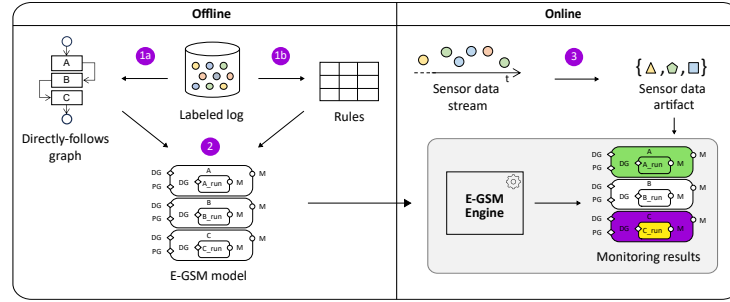 Offline
Online
1a
1b
3
A
B
C
t
{ , , }
Labeled log
Rules
Sensor data
stream
Sensor data
artifact
Directly-follows
graph
2
A
DG
PG
DG
A_run
M
M
B
DG
PG
DG
B_run
M
M
C
DG
PG
DG
C_run
M
M
E-GSM model
E-GSM
Engine
A
DG
PG
DG
A_run
M
M
B
DG
PG
DG
B_run
M
M
C
DG
PG
DG
C_run
M
M
Monitoring results